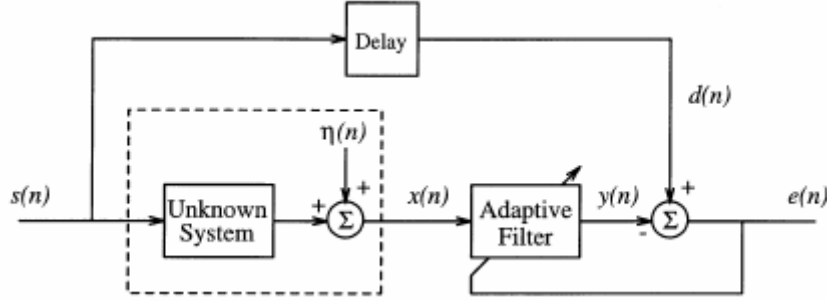 Delay
d(n)
η(n)
+
s(n)
Unknown
System
+
Σ
x(n)
Adaptive
Filter
y(n)
-
+
Σ
e(n)